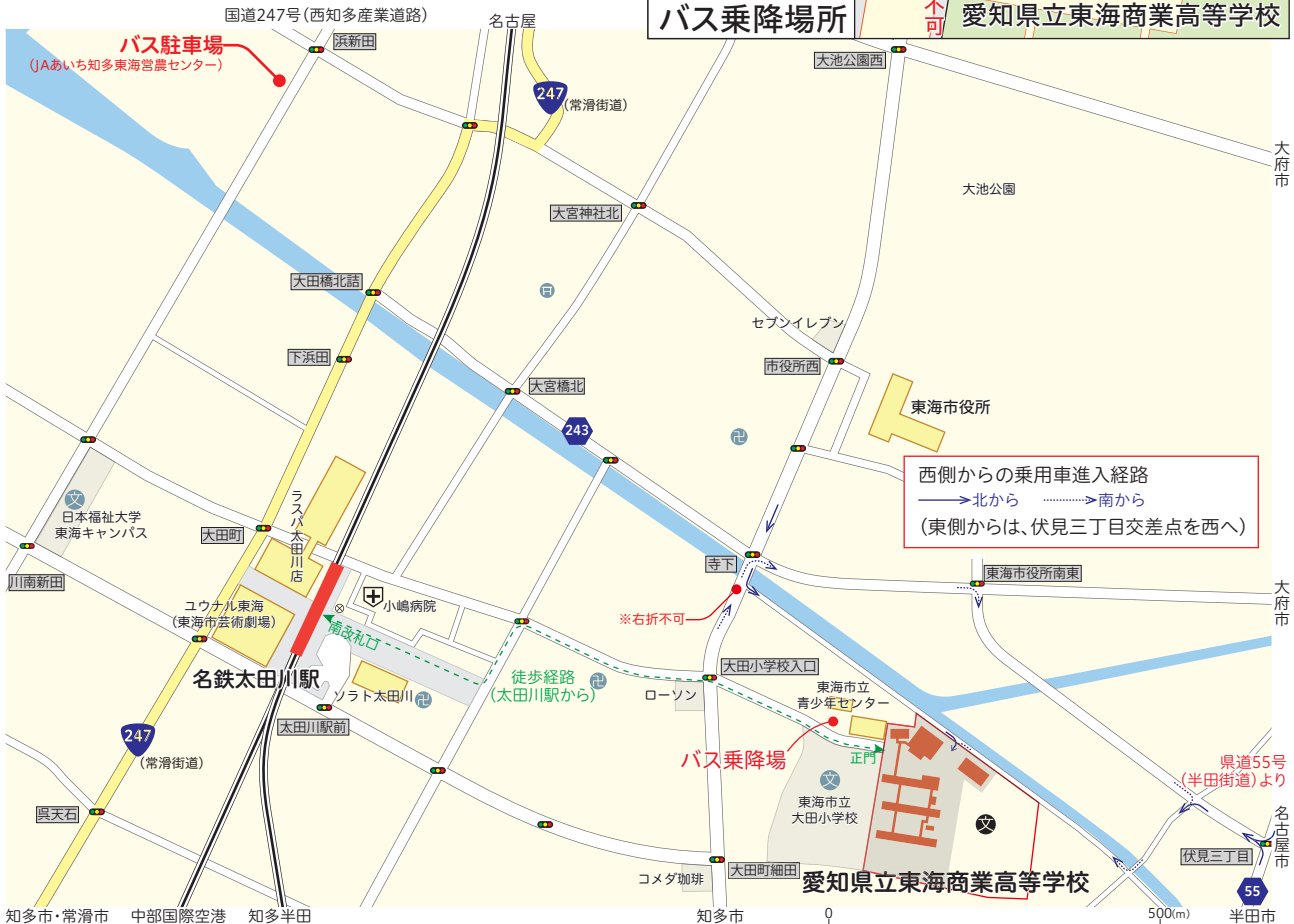 国道247号(西知多産業道路)
名古屋
バス乗降場所
不可
愛知県立東海商業高等学校
バス駐車場
(JAあいち知多東海営農センター)
浜新田
大池公園西
247
(常滑街道)
大府市
大池公園
大宮神社北
大田橋北詰
セブンイレブン
下浜田
市役所西
大宮橋北
東海市役所
243
西側からの乗用車進入経路
北から
南から
(東側からは、伏見三丁目交差点を西へ)
文
日本福祉大学
東海キャンパス
ラスパ太田川店
大田町
寺下
川南新田
東海市役所南東
大府市
小嶋病院
ユウナル東海
(東海市芸術劇場)
※右折不可
南改札口
名鉄太田川駅
徒歩経路
(太田川駅から)
大田小学校入口
ソラト太田川
ローソン
東海市立
青少年センター
太田川駅前
247
(常滑街道)
バス乗降場
正門
県道55号
(半田街道)より
文
東海市立
大田小学校
文
呉天石
名古屋市
伏見三丁目
コメダ珈琲
大田町細田
愛知県立東海商業高等学校
55
知多市・常滑市
中部国際空港
知多半田
知多市
0
500(m)
半田市